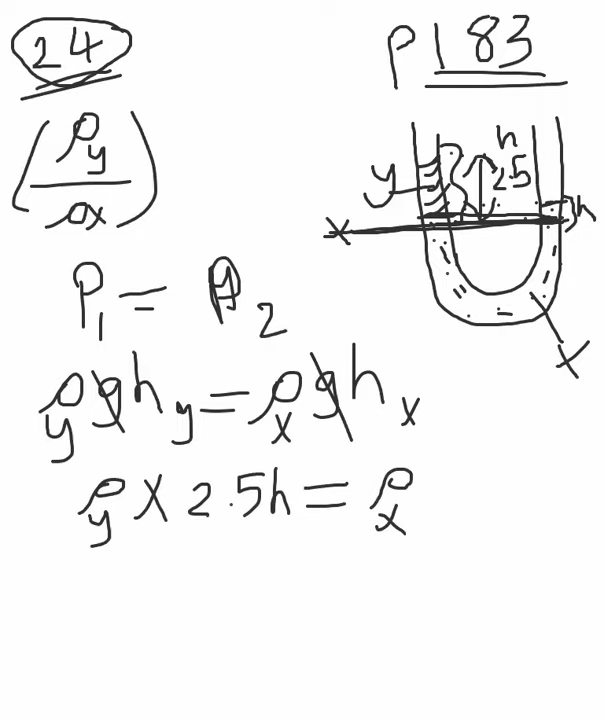 24
P183
(ρy/ρx)
h
2.5
y
h
x
x
P₁ = P₂
ρy g hy = ρx g hx
ρy × 2.5h = ρx